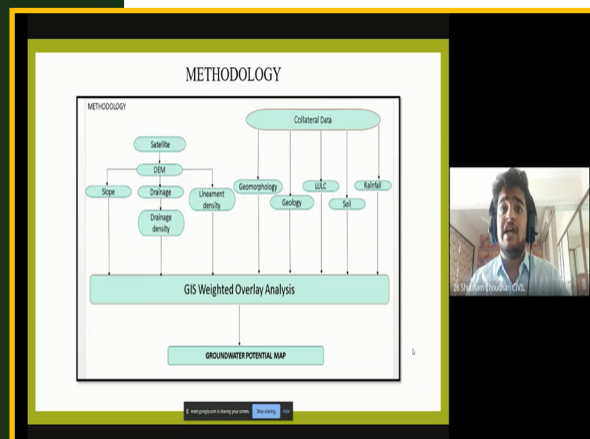 METHODOLOGY
METHODOLOGY
Collateral Data
Satellite
DEM
Slope
Drainage
Lineament
density
Geomorphology
LULC
Rainfall
Geology
Soil
Drainage
density
GIS Weighted Overlay Analysis
GROUNDWATER POTENTIAL MAP
meet.google.com is sharing your screen.
Stop sharing
Hide
CIVIL